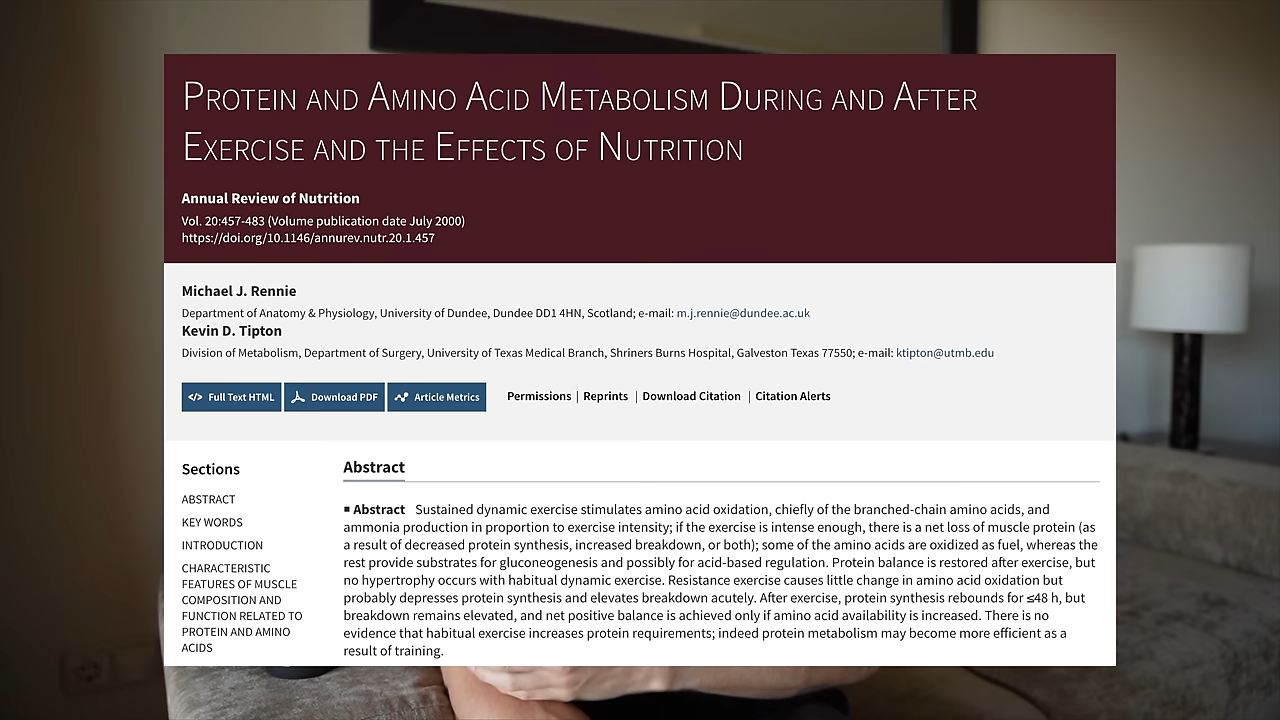 Protein and Amino Acid Metabolism During and After
Exercise and the Effects of Nutrition
Annual Review of Nutrition
Vol. 20:457-483 (Volume publication date July 2000)
https://doi.org/10.1146/annurev.nutr.20.1.457
Michael J. Rennie
Department of Anatomy & Physiology, University of Dundee, Dundee DD1 4HN, Scotland; e-mail: m.j.rennie@dundee.ac.uk
Kevin D. Tipton
Division of Metabolism, Department of Surgery, University of Texas Medical Branch, Shriners Burns Hospital, Galveston Texas 77550; e-mail: ktipton@utmb.edu
</> Full Text HTML Download PDF Article Metrics Permissions | Reprints | Download Citation | Citation Alerts
Sections
ABSTRACT
KEY WORDS
INTRODUCTION
CHARACTERISTIC
FEATURES OF MUSCLE
COMPOSITION AND
FUNCTION RELATED TO
PROTEIN AND AMINO
ACIDS
Abstract
■ Abstract Sustained dynamic exercise stimulates amino acid oxidation, chiefly of the branched-chain amino acids, and
ammonia production in proportion to exercise intensity; if the exercise is intense enough, there is a net loss of muscle protein (as
a result of decreased protein synthesis, increased breakdown, or both); some of the amino acids are oxidized as fuel, whereas the
rest provide substrates for gluconeogenesis and possibly for acid-based regulation. Protein balance is restored after exercise, but
no hypertrophy occurs with habitual dynamic exercise. Resistance exercise causes little change in amino acid oxidation but
probably depresses protein synthesis and elevates breakdown acutely. After exercise, protein synthesis rebounds for ≤48 h, but
breakdown remains elevated, and net positive balance is achieved only if amino acid availability is increased. There is no
evidence that habitual exercise increases protein requirements; indeed protein metabolism may become more efficient as a
result of training.